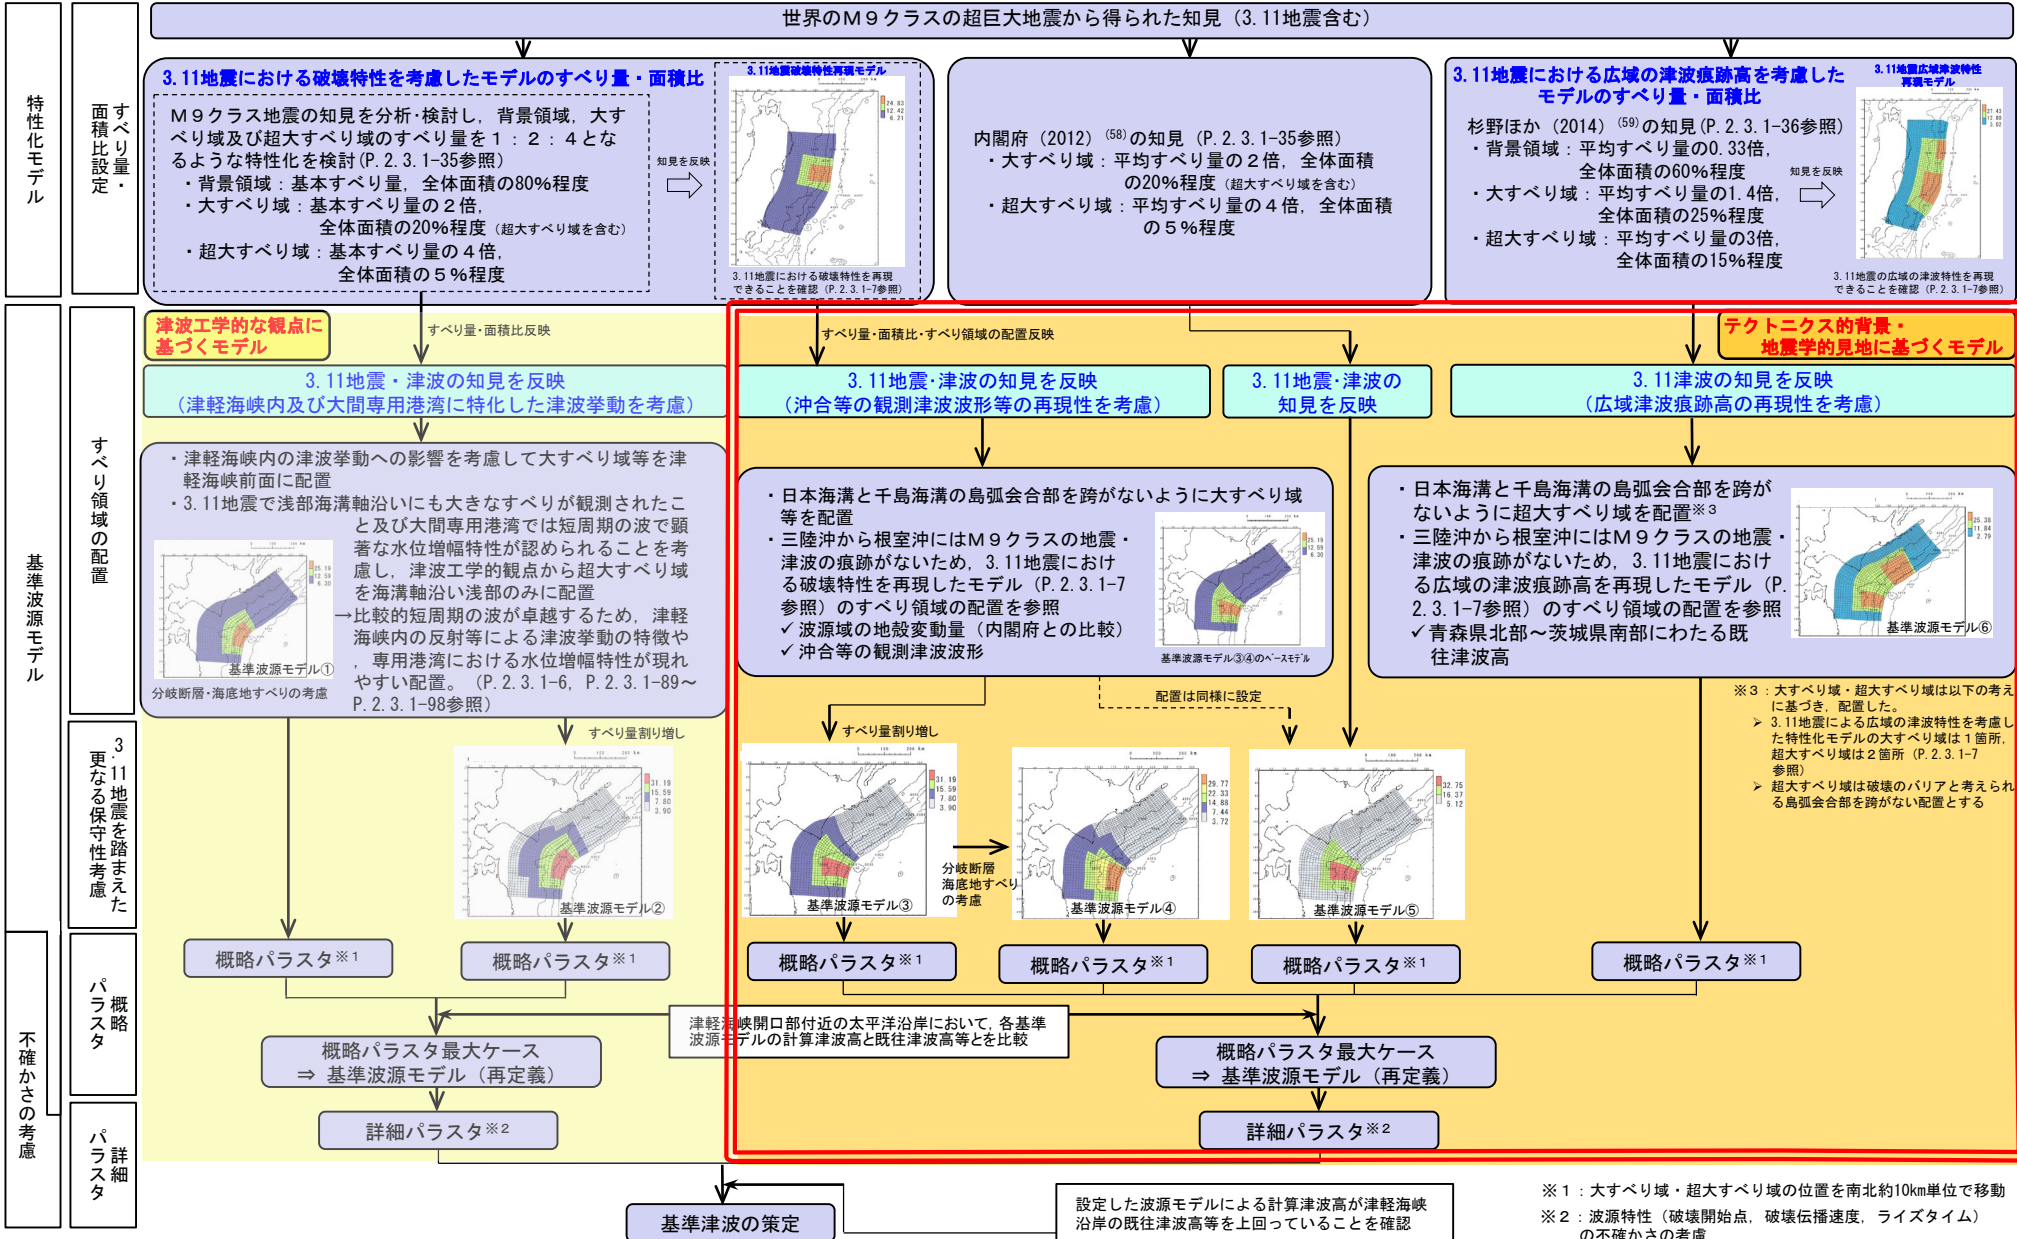 世界のM9クラスの超巨大地震から得られた知見（3.11地震含む）
特性化モデル
すべり量・
面積比設定
3.11地震における破壊特性を考慮したモデルのすべり量・面積比
M9クラス地震の知見を分析・検討し，背景領域，大す
べり域及び超大すべり域のすべり量を1：2：4とな
るような特性化を検討(P.2.3.1-35参照)
・背景領域：基本すべり量，全体面積の80%程度
・大すべり域：基本すべり量の2倍，
全体面積の20%程度（超大すべり域を含む）
・超大すべり域：基本すべり量の4倍，
全体面積の5%程度
知見を反映
3.11地震破壊特性再現モデル
24.83
12.42
6.21
3.11地震における破壊特性を再現
できることを確認（P.2.3.1-7参照）
内閣府（2012）(58)の知見（P.2.3.1-35参照）
・大すべり域：平均すべり量の2倍，全体面積
の20%程度（超大すべり域を含む）
・超大すべり域：平均すべり量の4倍，全体面積
の5%程度
3.11地震における広域の津波痕跡高を考慮した
モデルのすべり量・面積比
杉野ほか（2014）(59)の知見(P.2.3.1-36参照)
・背景領域：平均すべり量の0.33倍，
全体面積の60%程度
・大すべり域：平均すべり量の1.4倍，
全体面積の25%程度
・超大すべり域：平均すべり量の3倍，
全体面積の15%程度
知見を反映
3.11地震広域津波特性
再現モデル
3.11地震の広域の津波特性を再現
できることを確認（P.2.3.1-7参照）
基準波源モデル
すべり領域の配置
津波工学的な観点に
基づくモデル
すべり量・面積比反映
すべり量・面積比・すべり領域の配置反映
テクトニクス的背景・
地震学的見地に基づくモデル
3.11地震・津波の知見を反映
（津軽海峡内及び大間専用港湾に特化した津波挙動を考慮）
3.11地震・津波の知見を反映
（沖合等の観測津波波形等の再現性を考慮）
3.11地震・津波の
知見を反映
3.11津波の知見を反映
（広域津波痕跡高の再現性を考慮）
・津軽海峡内の津波挙動への影響を考慮して大すべり域等を津
軽海峡前面に配置
・3.11地震で浅部海溝軸沿いにも大きなすべりが観測されたこ
と及び大間専用港湾では短周期の波で顕
著な水位増幅特性が認められることを考
慮し，津波工学的観点から超大すべり域
を海溝軸沿い浅部のみに配置
→比較的短周期の波が卓越するため，津軽
海峡内の反射等による津波挙動の特徴や
，専用港湾における水位増幅特性が現れ
やすい配置。（P.2.3.1-6，P.2.3.1-89～
P.2.3.1-98参照）
25.19
12.59
6.30
基準波源モデル①
分岐断層・海底地すべりの考慮
・日本海溝と千島海溝の島弧会合部を跨がないように大すべり域
等を配置
・三陸沖から根室沖にはM9クラスの地震・
津波の痕跡がないため，3.11地震におけ
る破壊特性を再現したモデル（P.2.3.1-7
参照）のすべり領域の配置を参照
✓波源域の地殻変動量（内閣府との比較）
✓沖合等の観測津波波形
25.19
12.59
6.30
基準波源モデル③④のベースモデル
・日本海溝と千島海溝の島弧会合部を跨が
ないように超大すべり域を配置※3
・三陸沖から根室沖にはM9クラスの地震・
津波の痕跡がないため，3.11地震におけ
る広域の津波痕跡高を再現したモデル（P.
2.3.1-7参照）のすべり領域の配置を参照
✓青森県北部～茨城県南部にわたる既
往津波高
25.38
11.84
2.79
基準波源モデル⑥
※3：大すべり域・超大すべり域は以下の考え
に基づき，配置した。
➢ 3.11地震による広域の津波特性を考慮し
た特性化モデルの大すべり域は1箇所，
超大すべり域は2箇所（P.2.3.1-7
参照）
➢ 超大すべり域は破壊のバリアと考えられ
る島弧会合部を跨がない配置とする
3.11地震を踏まえた
更なる保守性考慮
すべり量割り増し
31.19
15.59
7.80
3.90
基準波源モデル②
すべり量割り増し
31.19
15.59
7.80
3.90
基準波源モデル③
分岐断層
海底地すべり
の考慮
29.77
22.33
14.88
7.44
3.72
基準波源モデル④
配置は同様に設定
32.75
16.37
5.12
基準波源モデル⑤
不確かさの考慮
概略
パラスタ
概略パラスタ※1
概略パラスタ※1
概略パラスタ※1
概略パラスタ※1
概略パラスタ※1
概略パラスタ※1
津軽海峡開口部付近の太平洋沿岸において，各基準
波源モデルの計算津波高と既往津波高等とを比較
概略パラスタ最大ケース
⇒ 基準波源モデル（再定義）
概略パラスタ最大ケース
⇒ 基準波源モデル（再定義）
詳細
パラスタ
詳細パラスタ※2
詳細パラスタ※2
基準津波の策定
設定した波源モデルによる計算津波高が津軽海峡
沿岸の既往津波高等を上回っていることを確認
※1：大すべり域・超大すべり域の位置を南北約10km単位で移動
※2：波源特性（破壊開始点，破壊伝播速度，ライズタイム）
の不確かさの考慮